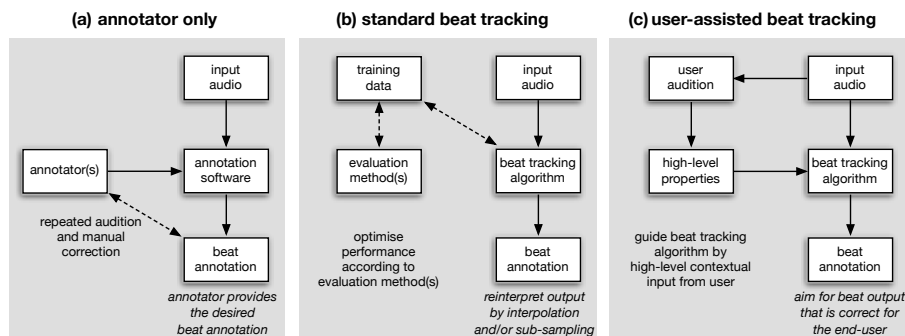 (a) annotator only
input
audio
annotator(s)
annotation
software
repeated audition
and manual
correction
beat
annotation
annotator provides
the desired
beat annotation
(b) standard beat tracking
training
data
input
audio
evaluation
method(s)
beat tracking
algorithm
optimise
performance
according to
evaluation method(s)
beat
annotation
reinterpret output
by interpolation
and/or sub-sampling
(c) user-assisted beat tracking
user
audition
input
audio
high-level
properties
beat tracking
algorithm
guide beat tracking
algorithm by
high-level contextual
input from user
beat
annotation
aim for beat output
that is correct for
the end-user